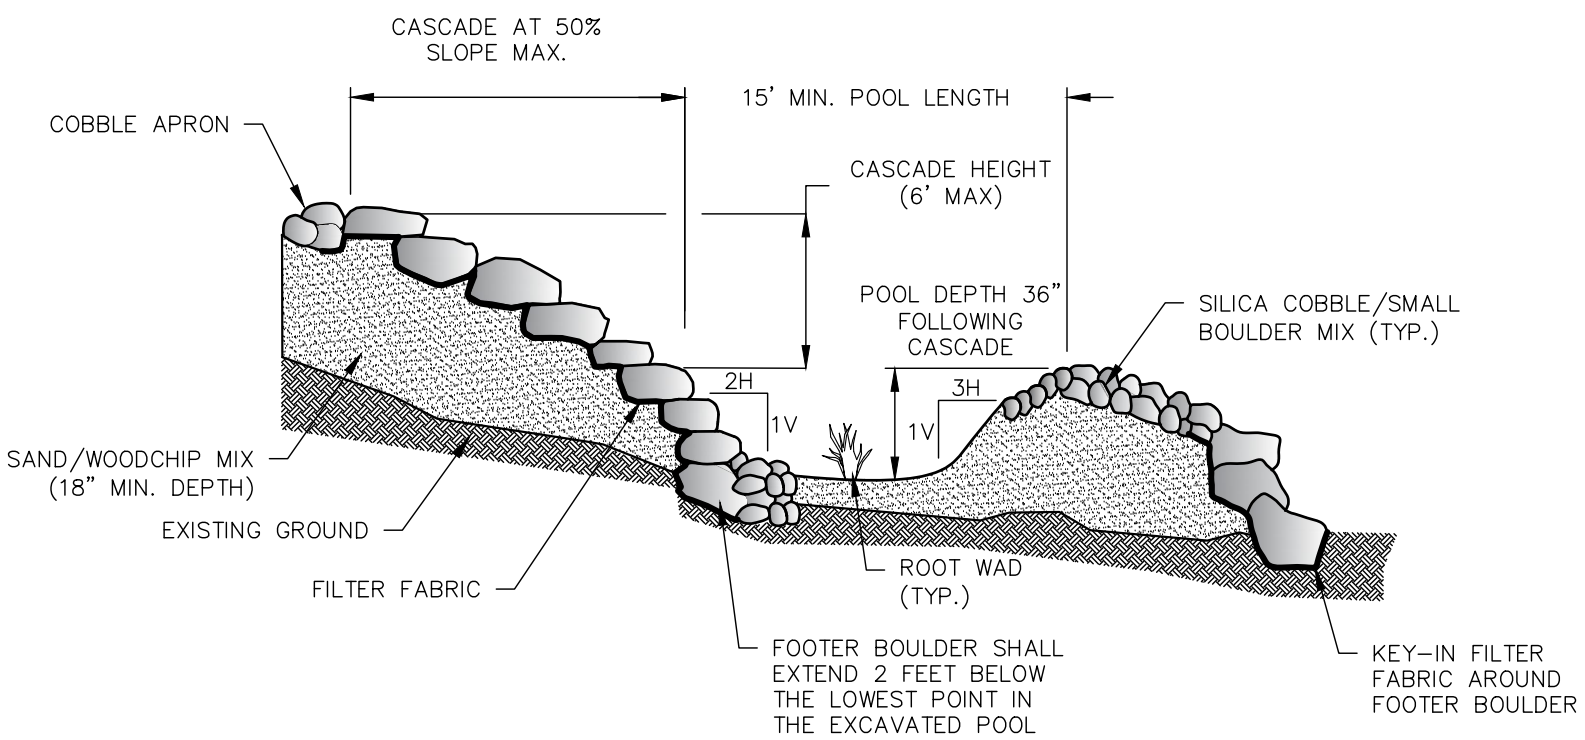 CASCADE AT 50%
SLOPE MAX.
15' MIN. POOL LENGTH
COBBLE APRON
CASCADE HEIGHT
(6' MAX)
POOL DEPTH 36"
FOLLOWING
CASCADE
SILICA COBBLE/SMALL
BOULDER MIX (TYP.)
2H
1V
3H
1V
SAND/WOODCHIP MIX
(18" MIN. DEPTH)
EXISTING GROUND
FILTER FABRIC
ROOT WAD
(TYP.)
FOOTER BOULDER SHALL
EXTEND 2 FEET BELOW
THE LOWEST POINT IN
THE EXCAVATED POOL
KEY-IN FILTER
FABRIC AROUND
FOOTER BOULDER